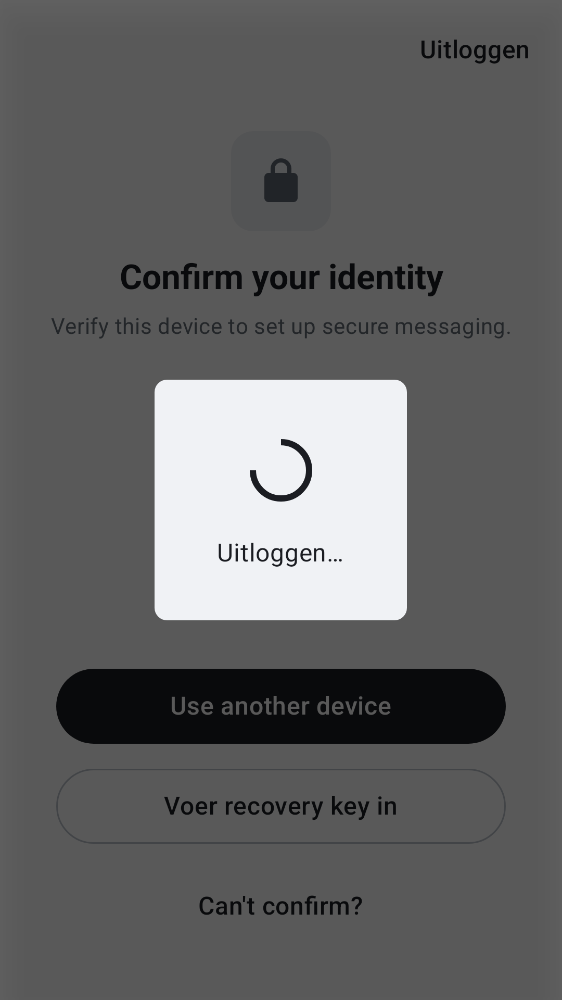 Uitloggen
Confirm your identity
Verify this device to set up secure messaging.
Uitloggen…
Use another device
Voer recovery key in
Can't confirm?